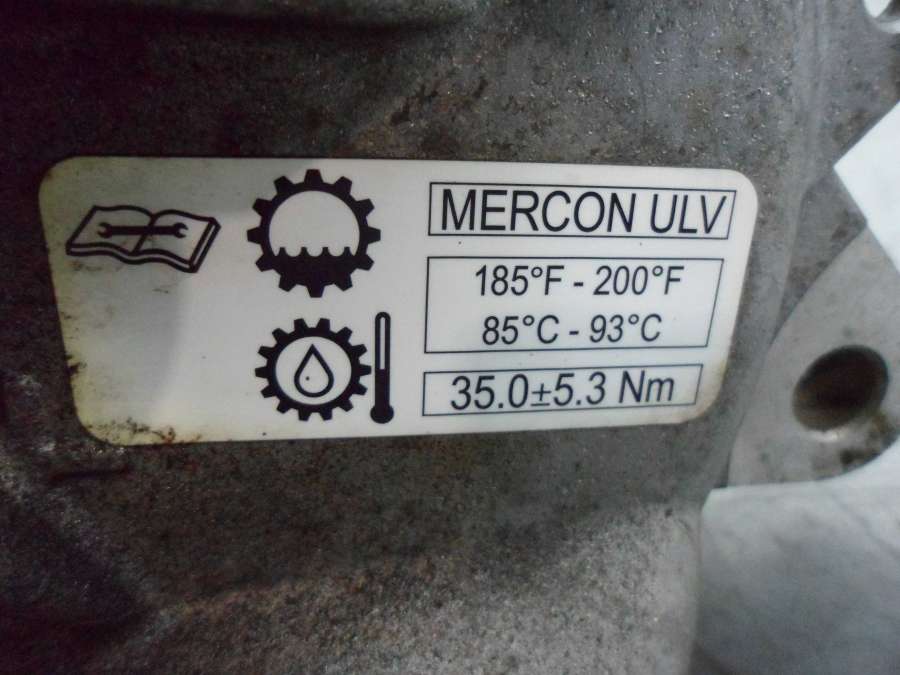 MERCON ULV
185°F - 200°F
85°C - 93°C
35.0±5.3 Nm